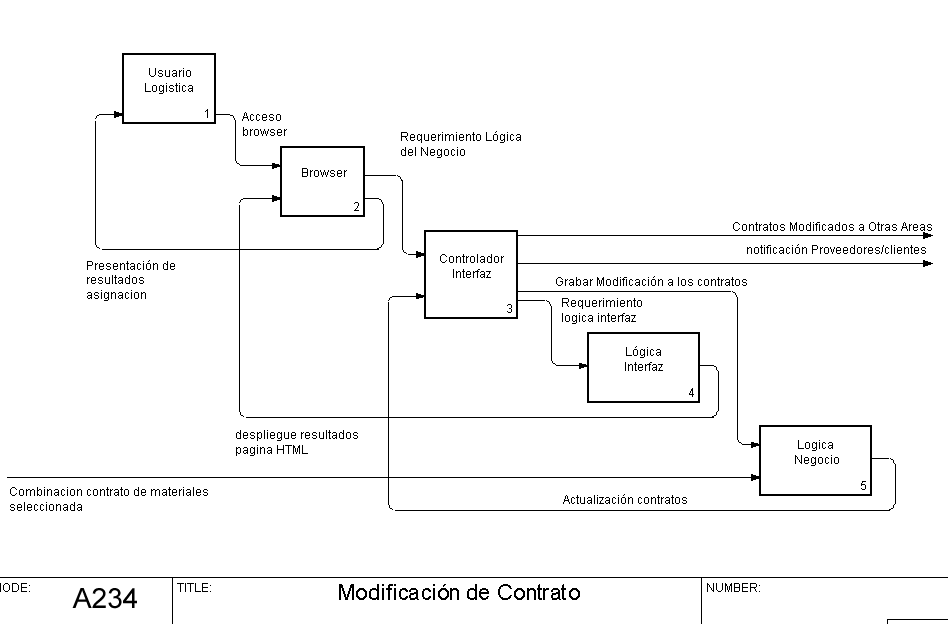 Usuario
Logistica
1
Acceso
browser
Requerimiento Lógica
del Negocio
Browser
2
Contratos Modificados a Otras Areas
notificación Proveedores/clientes
Presentación de
resultados
asignacion
Controlador
Interfaz
3
Grabar Modificación a los contratos
Requerimiento
logica interfaz
Lógica
Interfaz
4
despliegue resultados
pagina HTML
Logica
Negocio
5
Combinacion contrato de materiales
seleccionada
Actualización contratos
IODE:
A234
TITLE:
Modificación de Contrato
NUMBER: